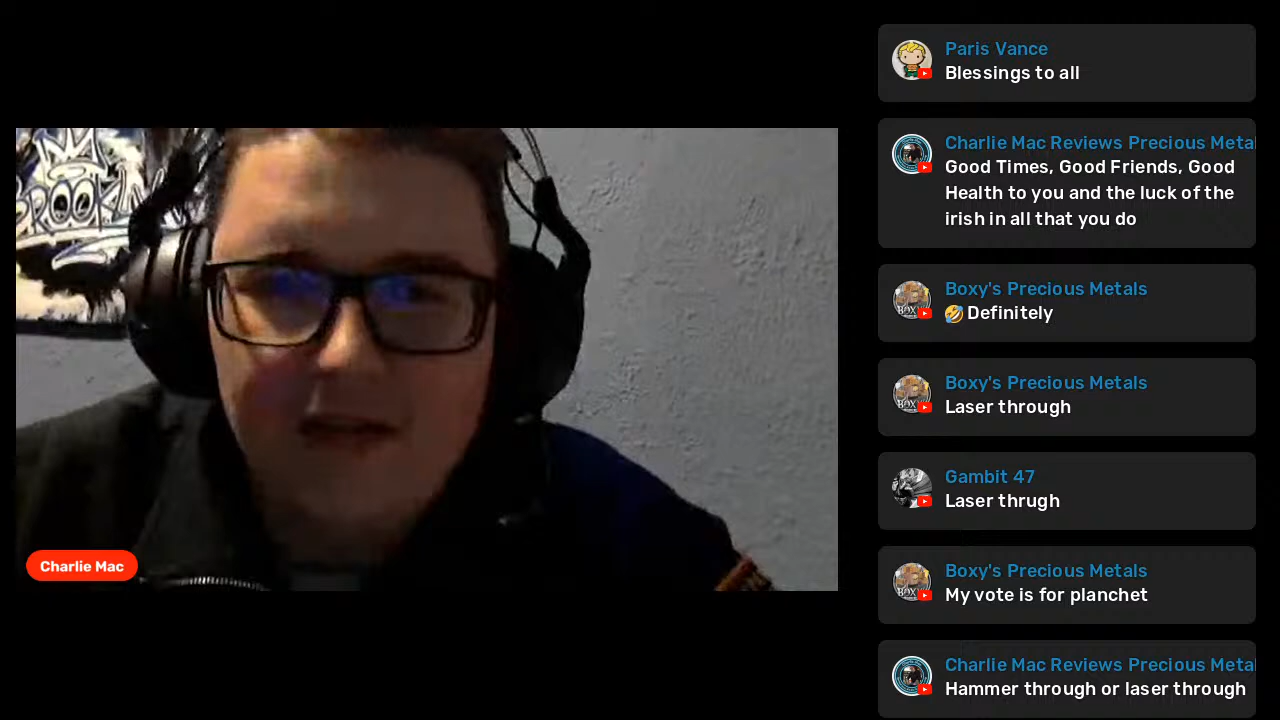 BROOKLYN
Charlie Mac
Paris Vance
Blessings to all
Charlie Mac Reviews Precious Metal
Good Times, Good Friends, Good
Health to you and the luck of the
irish in all that you do
Boxy's Precious Metals
🤣Definitely
Boxy's Precious Metals
Laser through
Gambit 47
Laser thrugh
Boxy's Precious Metals
My vote is for planchet
Charlie Mac Reviews Precious Metal
Hammer through or laser through